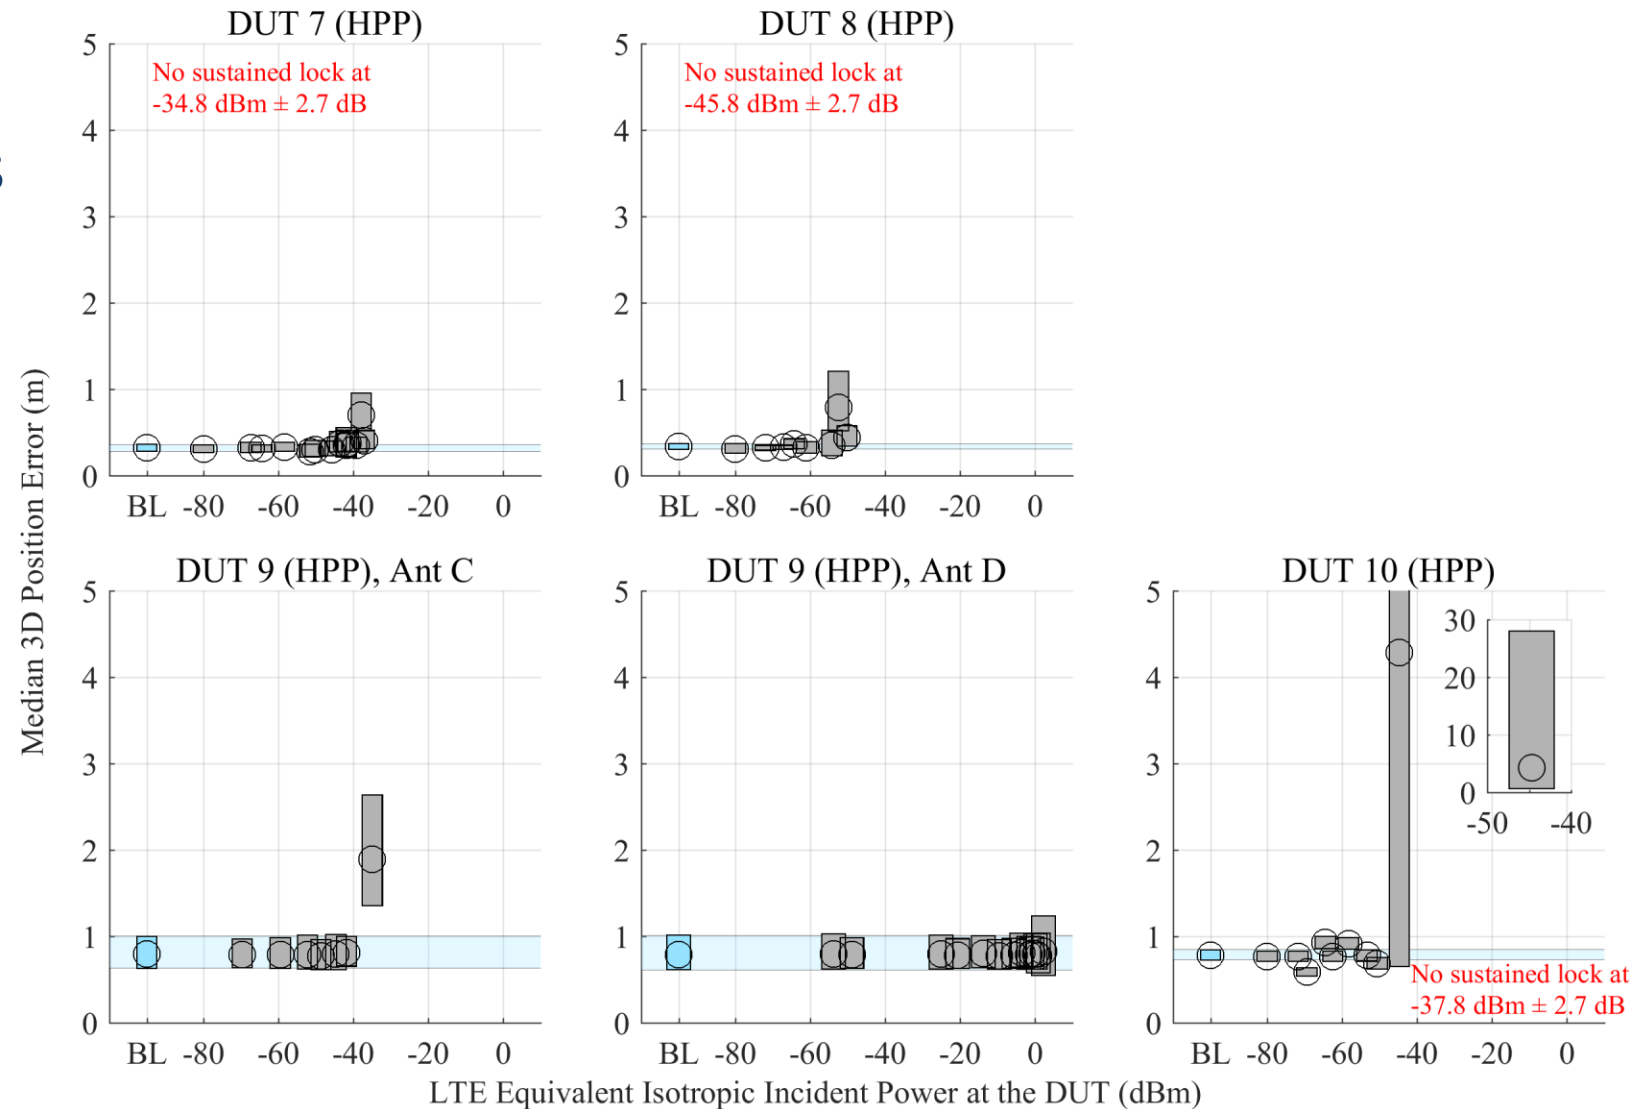 DUT 7 (HPP)
No sustained lock at
-34.8 dBm ± 2.7 dB
5
4
3
2
1
0
BL -80 -60 -40 -20 0
DUT 8 (HPP)
No sustained lock at
-45.8 dBm ± 2.7 dB
5
4
3
2
1
0
BL -80 -60 -40 -20 0
Median 3D Position Error (m)
DUT 9 (HPP), Ant C
5
4
3
2
1
0
BL -80 -60 -40 -20 0
DUT 9 (HPP), Ant D
5
4
3
2
1
0
BL -80 -60 -40 -20 0
DUT 10 (HPP)
5
4
3
2
1
0
BL -80 -60 -40 -20 0
30
20
10
0
-50 -40
No sustained lock at
-37.8 dBm ± 2.7 dB
LTE Equivalent Isotropic Incident Power at the DUT (dBm)